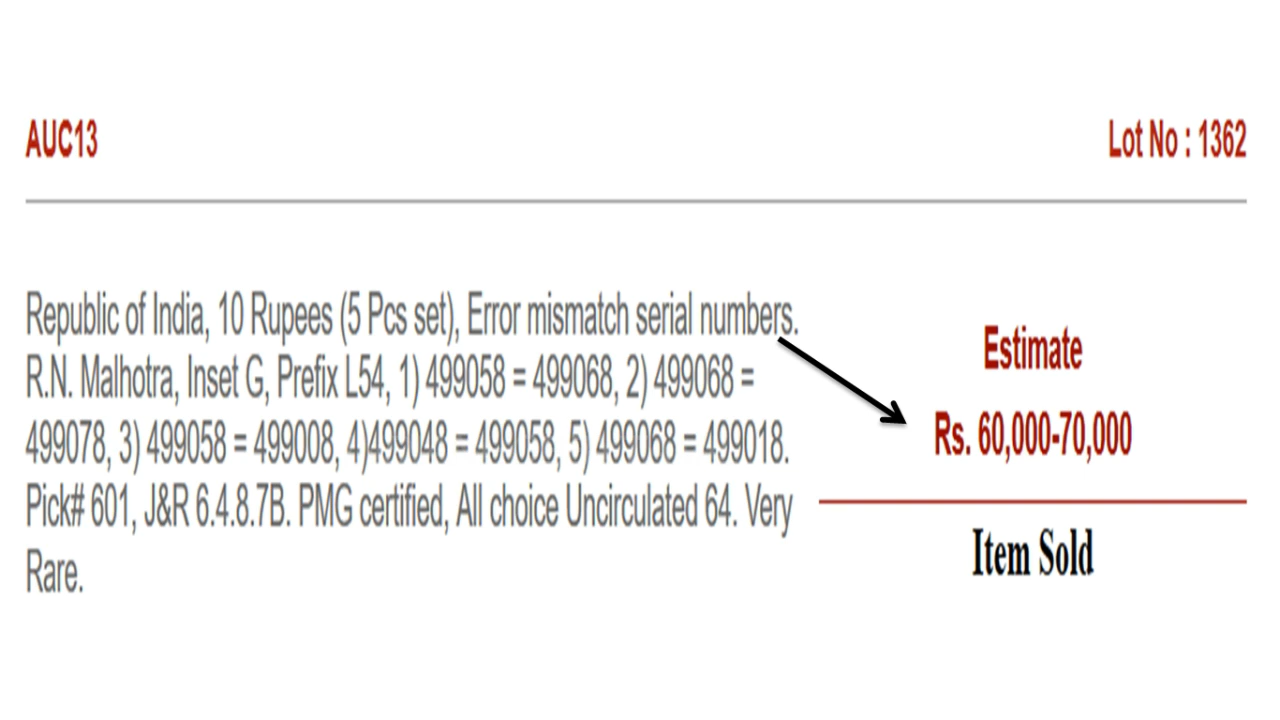 AUC13
Lot No : 1362
Republic of India, 10 Rupees (5 Pcs set), Error mismatch serial numbers.
R.N. Malhotra, Inset G, Prefix L54, 1) 499058 = 499068, 2) 499068 =
499078, 3) 499058 = 499008, 4)499048 = 499058, 5) 499068 = 499018.
Pick# 601, J&R 6.4.8.7B. PMG certified, All choice Uncirculated 64. Very
Rare.
Estimate
Rs. 60,000-70,000
Item Sold